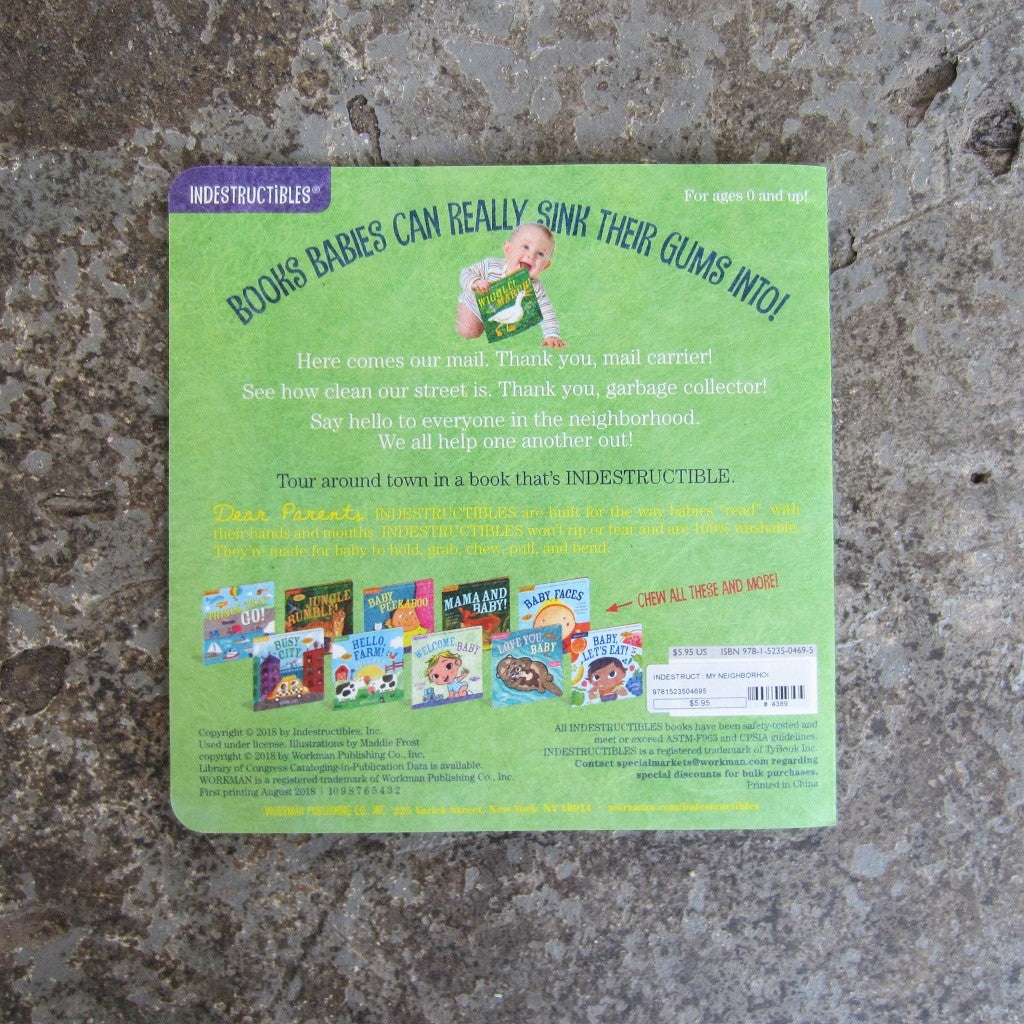 INDESTRUCTIBLES®
For ages 0 and up!
BOOKS BABIES CAN REALLY SINK THEIR GUMS INTO!
WIGGLE! MARCH!
Here comes our mail. Thank you, mail carrier!
See how clean our street is. Thank you, garbage collector!
Say hello to everyone in the neighborhood.
We all help one another out!
Tour around town in a book that's INDESTRUCTIBLE.
Dear Parents: INDESTRUCTIBLES are built for the way babies "read": with
their hands and mouths. INDESTRUCTIBLES won't rip or tear and are 100% washable.
They're made for baby to hold, grab, chew, pull, and bend.
GO!
JUNGLE
RUMBLE!
BABY
PEEKABOO
MAMA AND
BABY!
BABY FACES
CHEW ALL THESE AND MORE!
BUSY
CITY
HELLO,
FARM!
WELCOME BABY
LOVE YOU,
BABY
BABY,
LET'S EAT!
$5.95 US ISBN 978-1-5235-0469-5
INDESTRUCT : MY NEIGHBORHO
9781523504695
$5.95
# 4389
Copyright © 2018 by Indestructibles, Inc.
Used under license. Illustrations by Maddie Frost
copyright © 2018 by Workman Publishing Co., Inc.
Library of Congress Cataloging-in-Publication Data is available.
WORKMAN is a registered trademark of Workman Publishing Co., Inc.
First printing August 2018 | 10 9 8 7 6 5 4 3 2
All INDESTRUCTIBLES books have been safety-tested and
meet or exceed ASTM-F963 and CPSIA guidelines.
INDESTRUCTIBLES is a registered trademark of TyBook Inc.
Contact specialmarkets@workman.com regarding
special discounts for bulk purchases.
Printed in China
WORKMAN PUBLISHING CO., INC. 225 Varick Street, New York, NY 10014 • workman.com/indestructibles